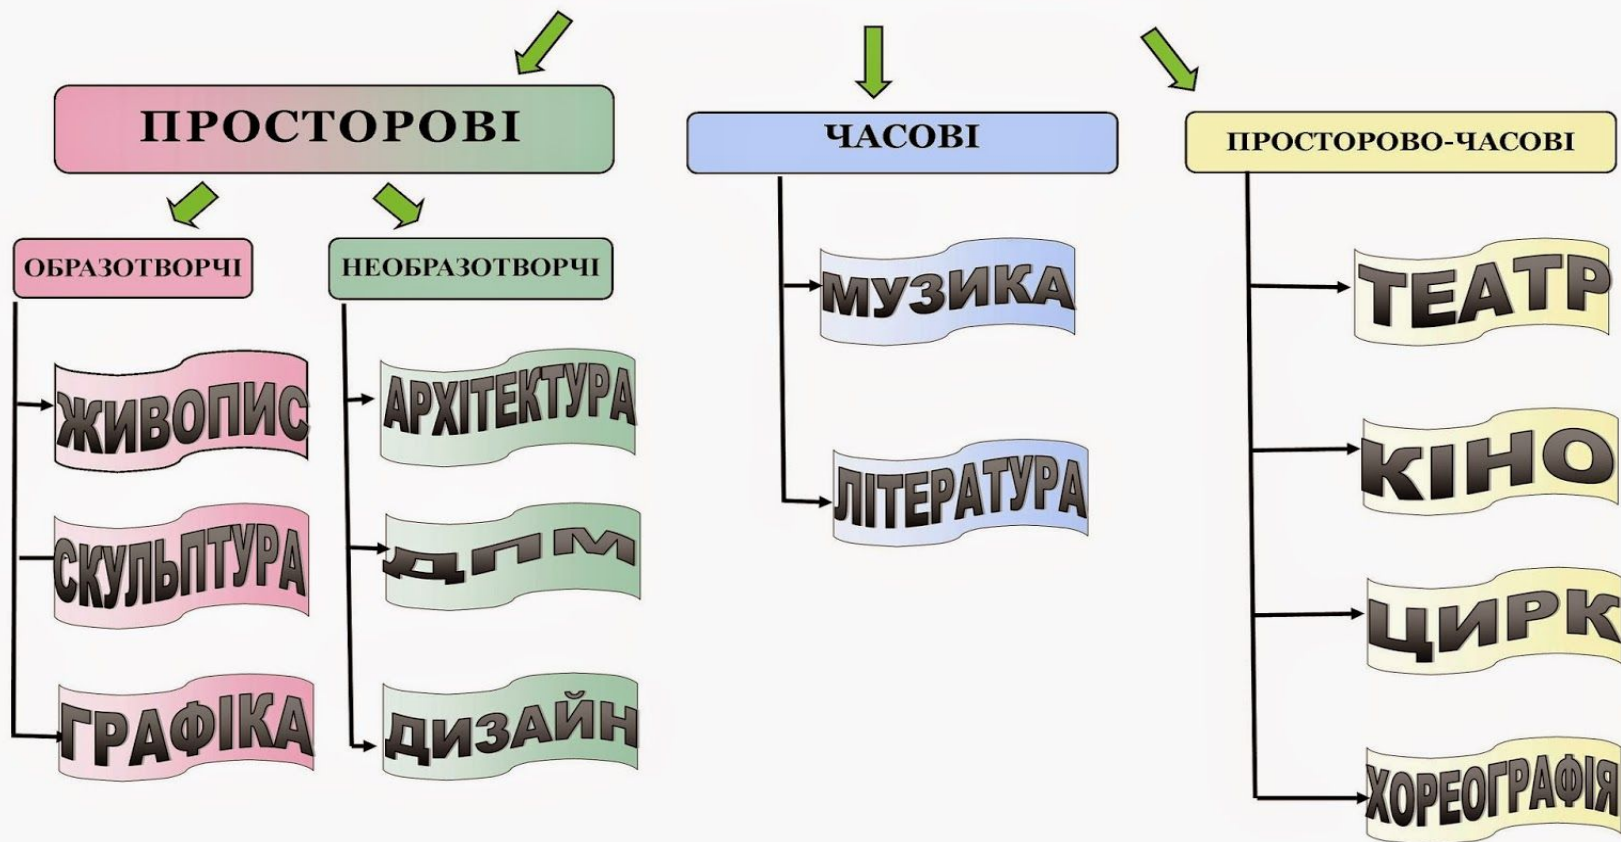 ПРОСТОРОВІ
ЧАСОВІ
ПРОСТОРОВО-ЧАСОВІ
ОБРАЗОТВОРЧІ
НЕОБРАЗОТВОРЧІ
ЖИВОПИС
СКУЛЬПТУРА
ГРАФІКА
АРХІТЕКТУРА
ДПМ
ДИЗАЙН
МУЗИКА
ЛІТЕРАТУРА
ТЕАТР
КІНО
ЦИРК
ХОРЕОГРАФІЯ